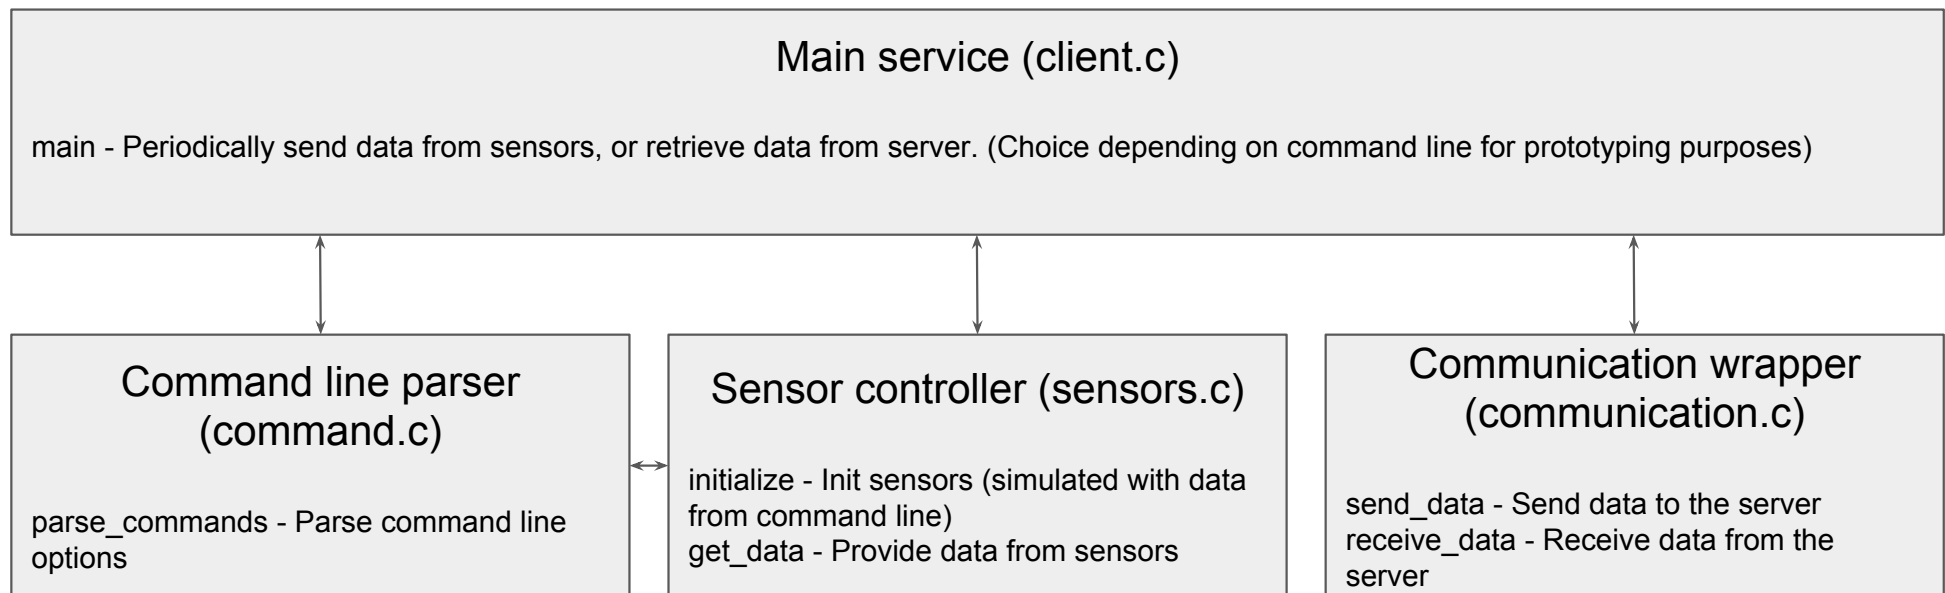 Main service (client.c)
main - Periodically send data from sensors, or retrieve data from server. (Choice depending on command line for prototyping purposes)
Command line parser
(command.c)
parse_commands - Parse command line
options
Sensor controller (sensors.c)
initialize - Init sensors (simulated with data
from command line)
get_data - Provide data from sensors
Communication wrapper
(communication.c)
send_data - Send data to the server
receive_data - Receive data from the
server